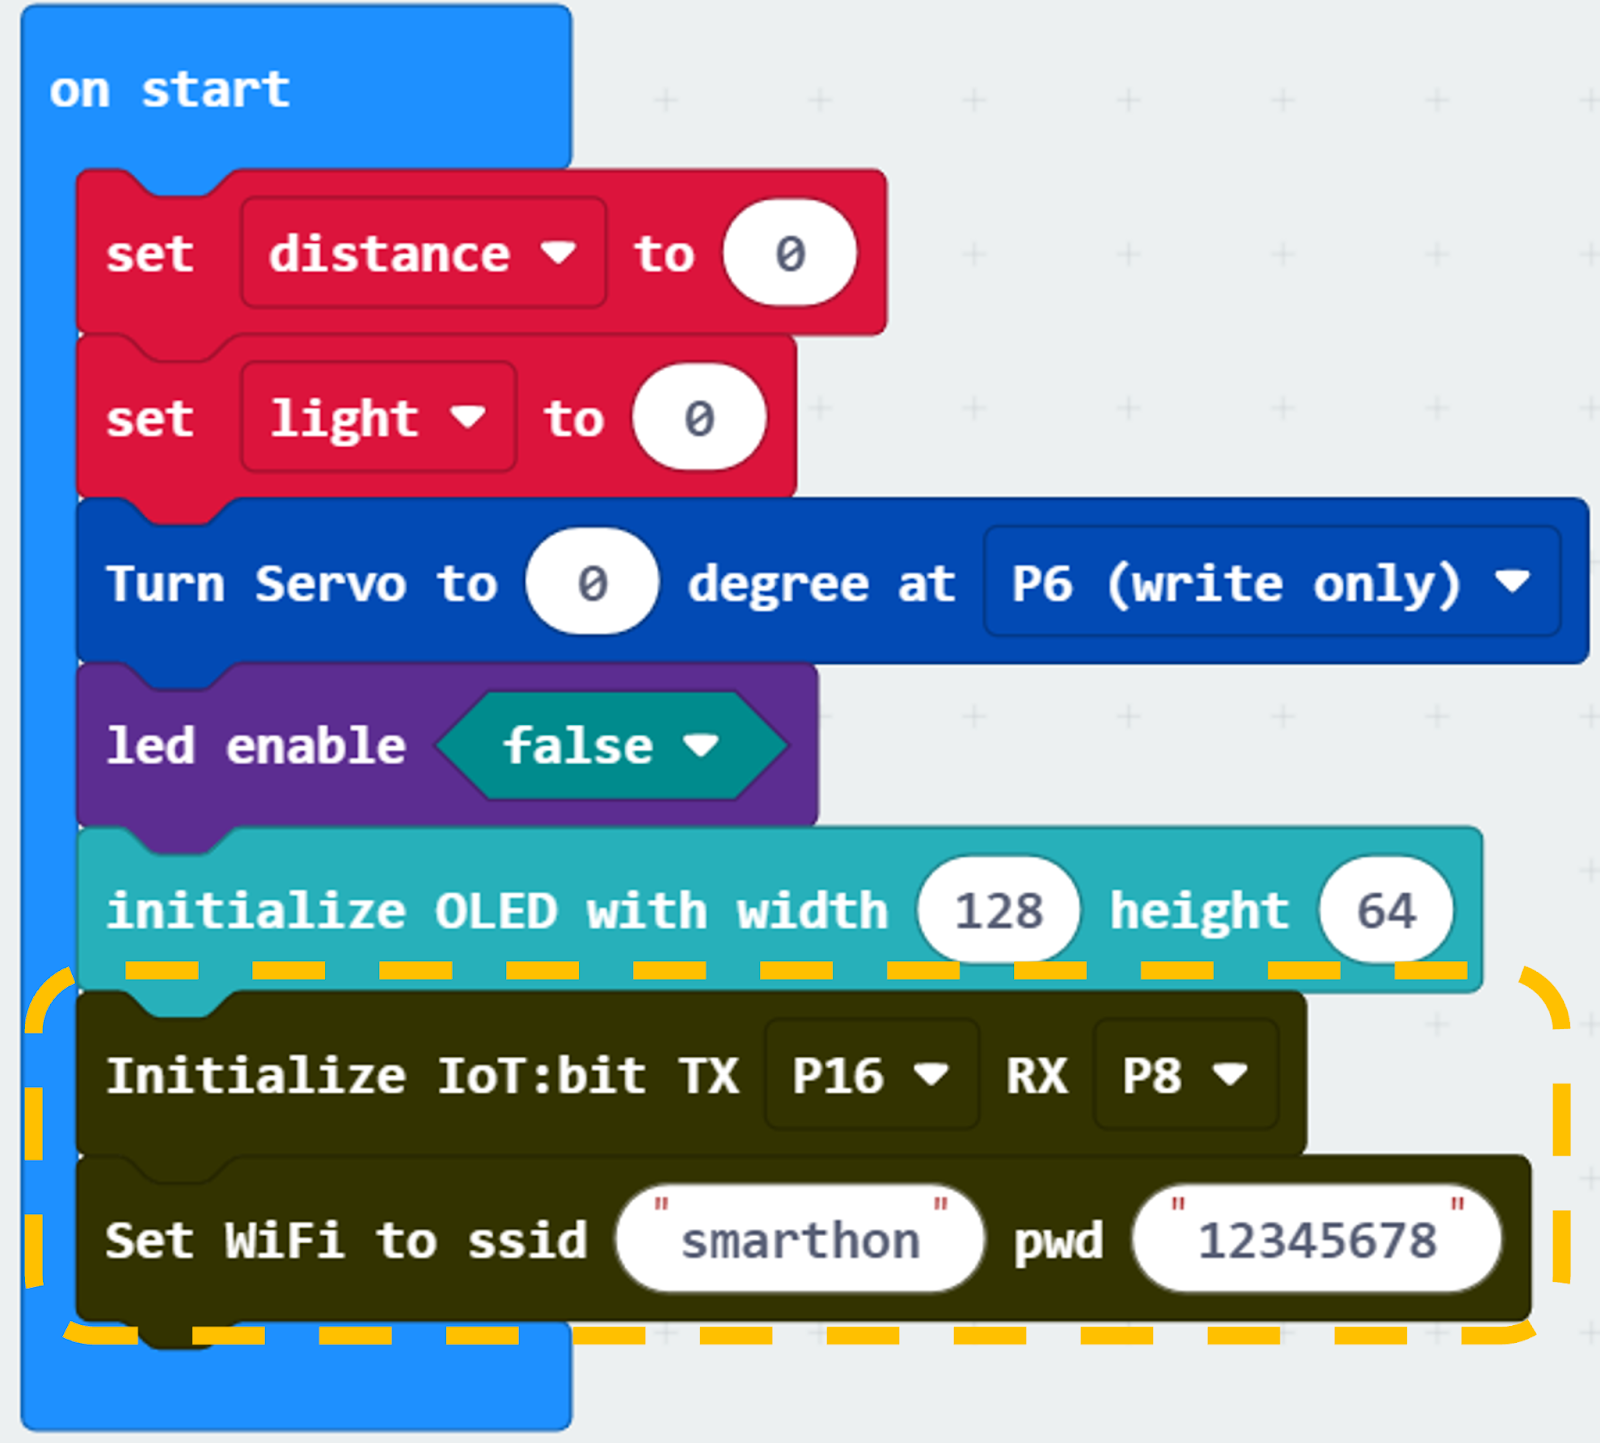 on start
set distance to 0
set light to 0
Turn Servo to 0 degree at P6 (write only)
led enable false
initialize OLED with width 128 height 64
Initialize IoT:bit TX P16 RX P8
Set WiFi to ssid "smarthon" pwd "12345678"